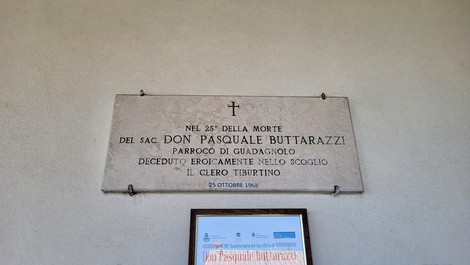 NEL 25° DELLA MORTE
DEL SAC. DON PASQUALE BUTTARAZZI
PARROCO DI GUADAGNOLO
DECEDUTO EROICAMENTE NELLO SCOGLIO
IL CLERO TIBURTINO
25 OTTOBRE 1968
Don Pasquale Buttarazzi